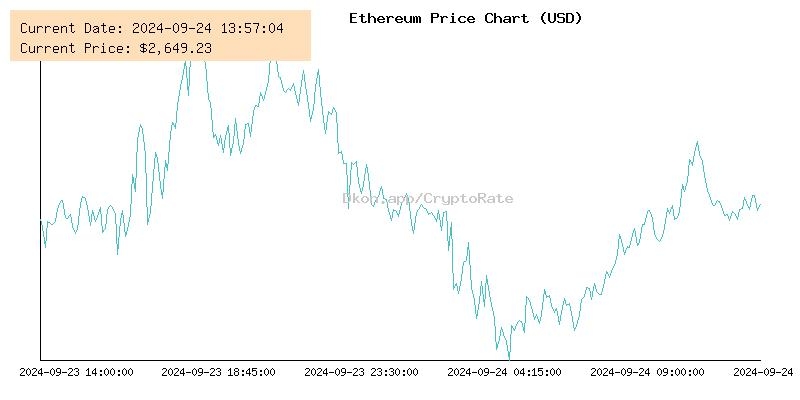 Ethereum Price Chart (USD)
Current Date: 2024-09-24 13:57:04
Current Price: $2,649.23
Dkon.app/CryptoRate
2024-09-23 14:00:00 2024-09-23 18:45:00 2024-09-23 23:30:00 2024-09-24 04:15:00 2024-09-24 09:00:00 2024-09-24